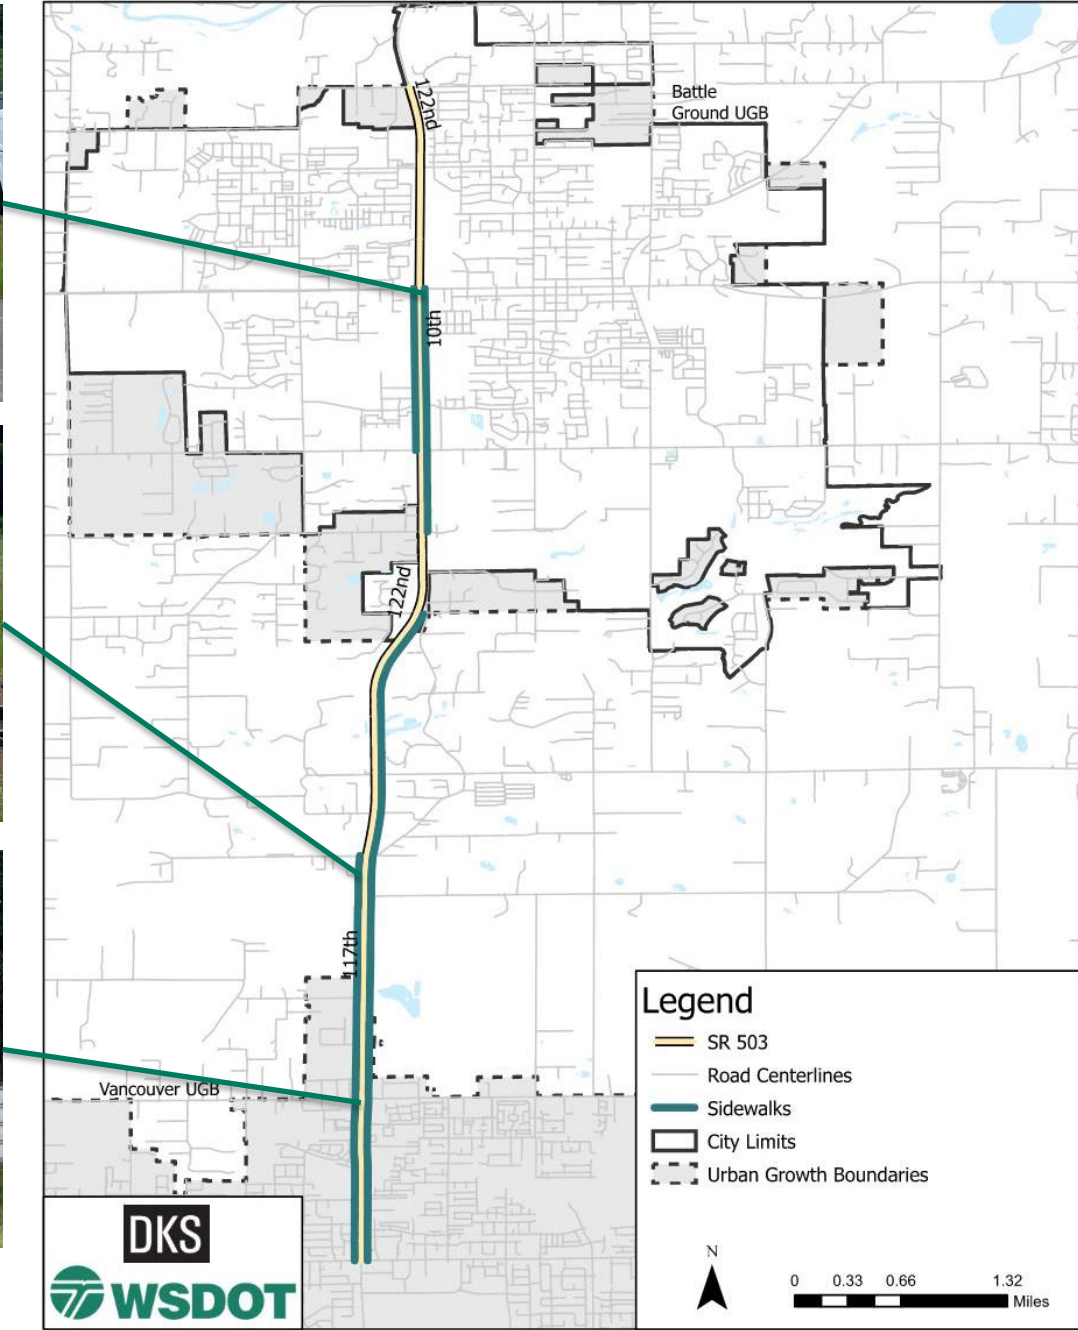 122nd
Battle
Ground UGB
10th
122nd
117th
Vancouver UGB
Legend
SR 503
Road Centerlines
Sidewalks
City Limits
Urban Growth Boundaries
N
0 0.33 0.66 1.32
Miles
DKS
WSDOT